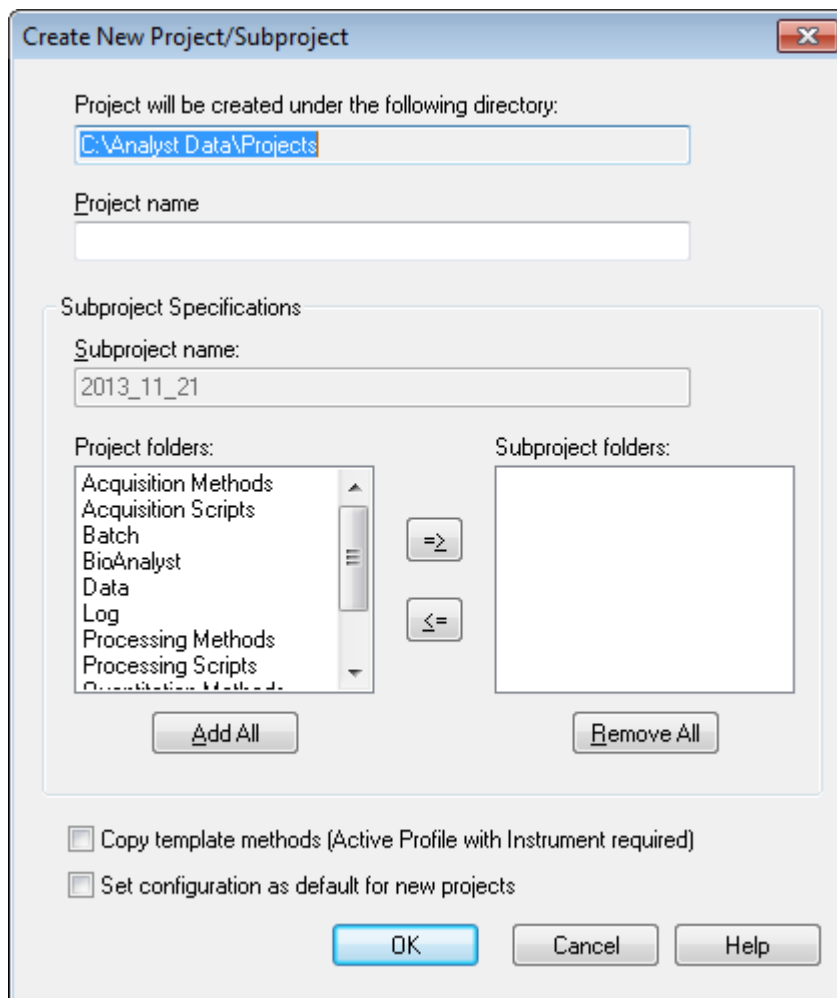 Create New Project/Subproject
Project will be created under the following directory:
C:\Analyst Data\Projects
Project name
Subproject Specifications
Subproject name:
2013_11_21
Project folders:
Subproject folders:
Acquisition Methods
Acquisition Scripts
Batch
BioAnalyst
Data
Log
Processing Methods
Processing Scripts
Quantitation Methods
=>
<=
Add All
Remove All
Copy template methods (Active Profile with Instrument required)
Set configuration as default for new projects
OK
Cancel
Help